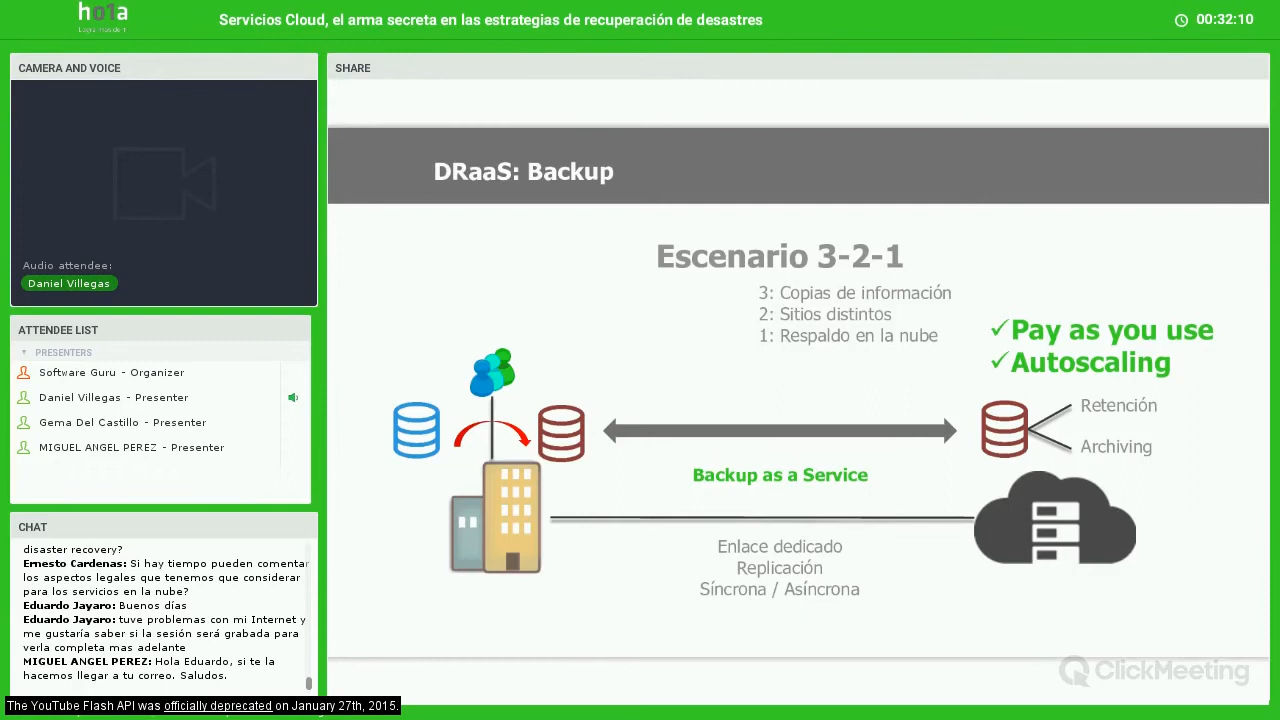 ho1a
Servicios Cloud, el arma secreta en las estrategias de recuperación de desastres
00:32:10
CAMERA AND VOICE
Audio attendee:
Daniel Villegas
ATTENDEE LIST
PRESENTERS
Software Guru - Organizer
Daniel Villegas - Presenter
Gema Del Castillo - Presenter
MIGUEL ANGEL PEREZ - Presenter
CHAT
disaster recovery?
Ernesto Cardenas: Si hay tiempo pueden comentar
los aspectos legales que tenemos que considerar
para los servicios en la nube?
Eduardo Jayaro: Buenos días
Eduardo Jayaro: tuve problemas con mi Internet y
me gustaría saber si la sesión será grabada para
verla completa mas adelante
MIGUEL ANGEL PEREZ: Hola Eduardo, si te la
hacemos llegar a tu correo. Saludos.
The YouTube Flash API was officially deprecated on January 27th, 2015.
SHARE
DRaaS: Backup
Escenario 3-2-1
3: Copias de información
2: Sitios distintos
1: Respaldo en la nube
✓Pay as you use
✓Autoscaling
Retención
Archiving
Backup as a Service
Enlace dedicado
Replicación
Síncrona / Asíncrona
ClickMeeting